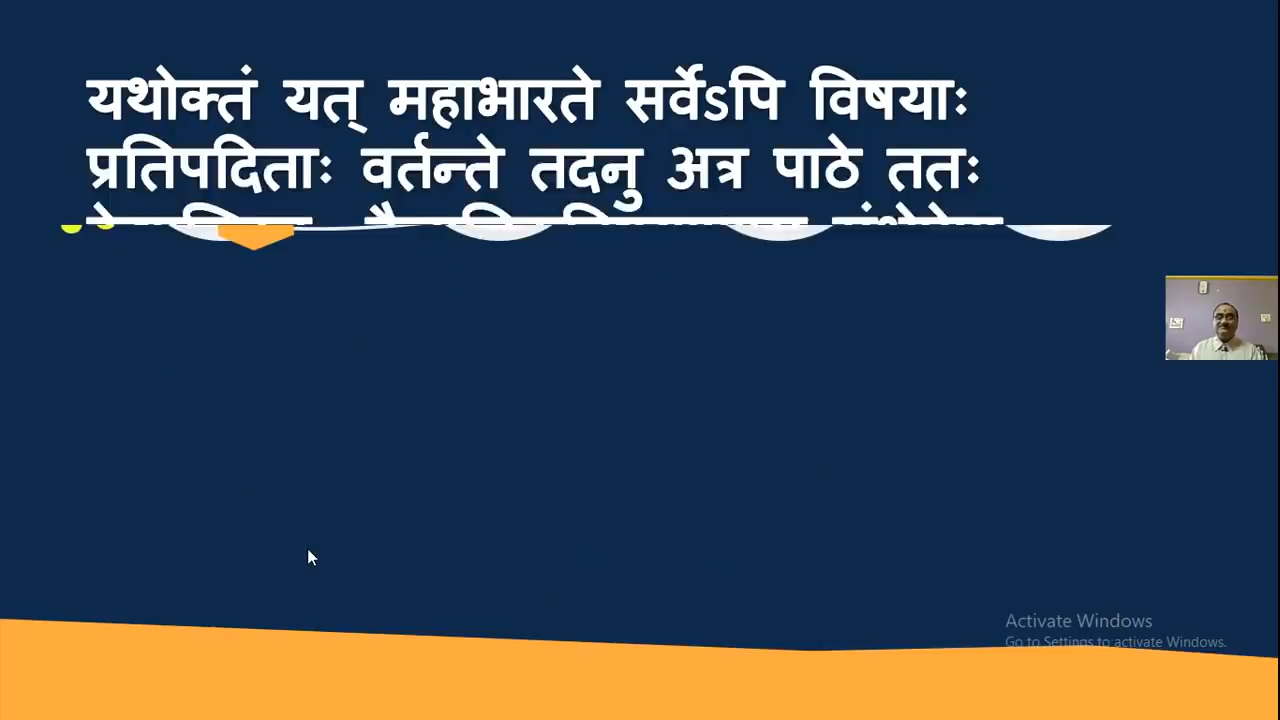 यथोक्तं यत् महाभारते सर्वेऽपि विषयाः
प्रतिपदिताः वर्तन्ते तदनु अत्र पाठे ततः
Activate Windows
Go to Settings to activate Windows.